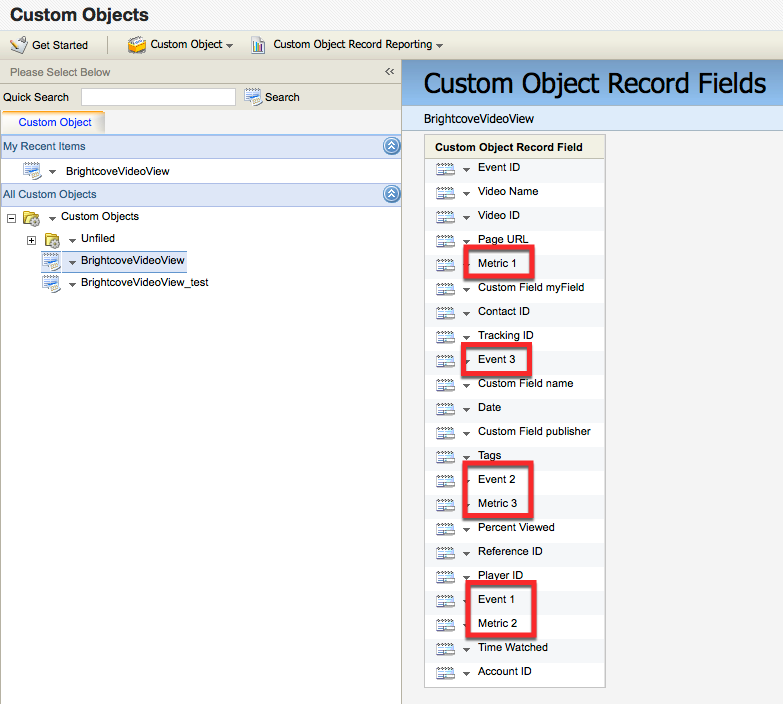 Custom Objects
Get Started
Custom Object
Custom Object Record Reporting
Please Select Below
Quick Search
Search
Custom Object
My Recent Items
BrightcoveVideoView
All Custom Objects
Custom Objects
Unfiled
BrightcoveVideoView
BrightcoveVideoView_test
Custom Object Record Fields
BrightcoveVideoView
Custom Object Record Field
Event ID
Video Name
Video ID
Page URL
Metric 1
Custom Field myField
Contact ID
Tracking ID
Event 3
Custom Field name
Date
Custom Field publisher
Tags
Event 2
Metric 3
Percent Viewed
Reference ID
Player ID
Event 1
Metric 2
Time Watched
Account ID